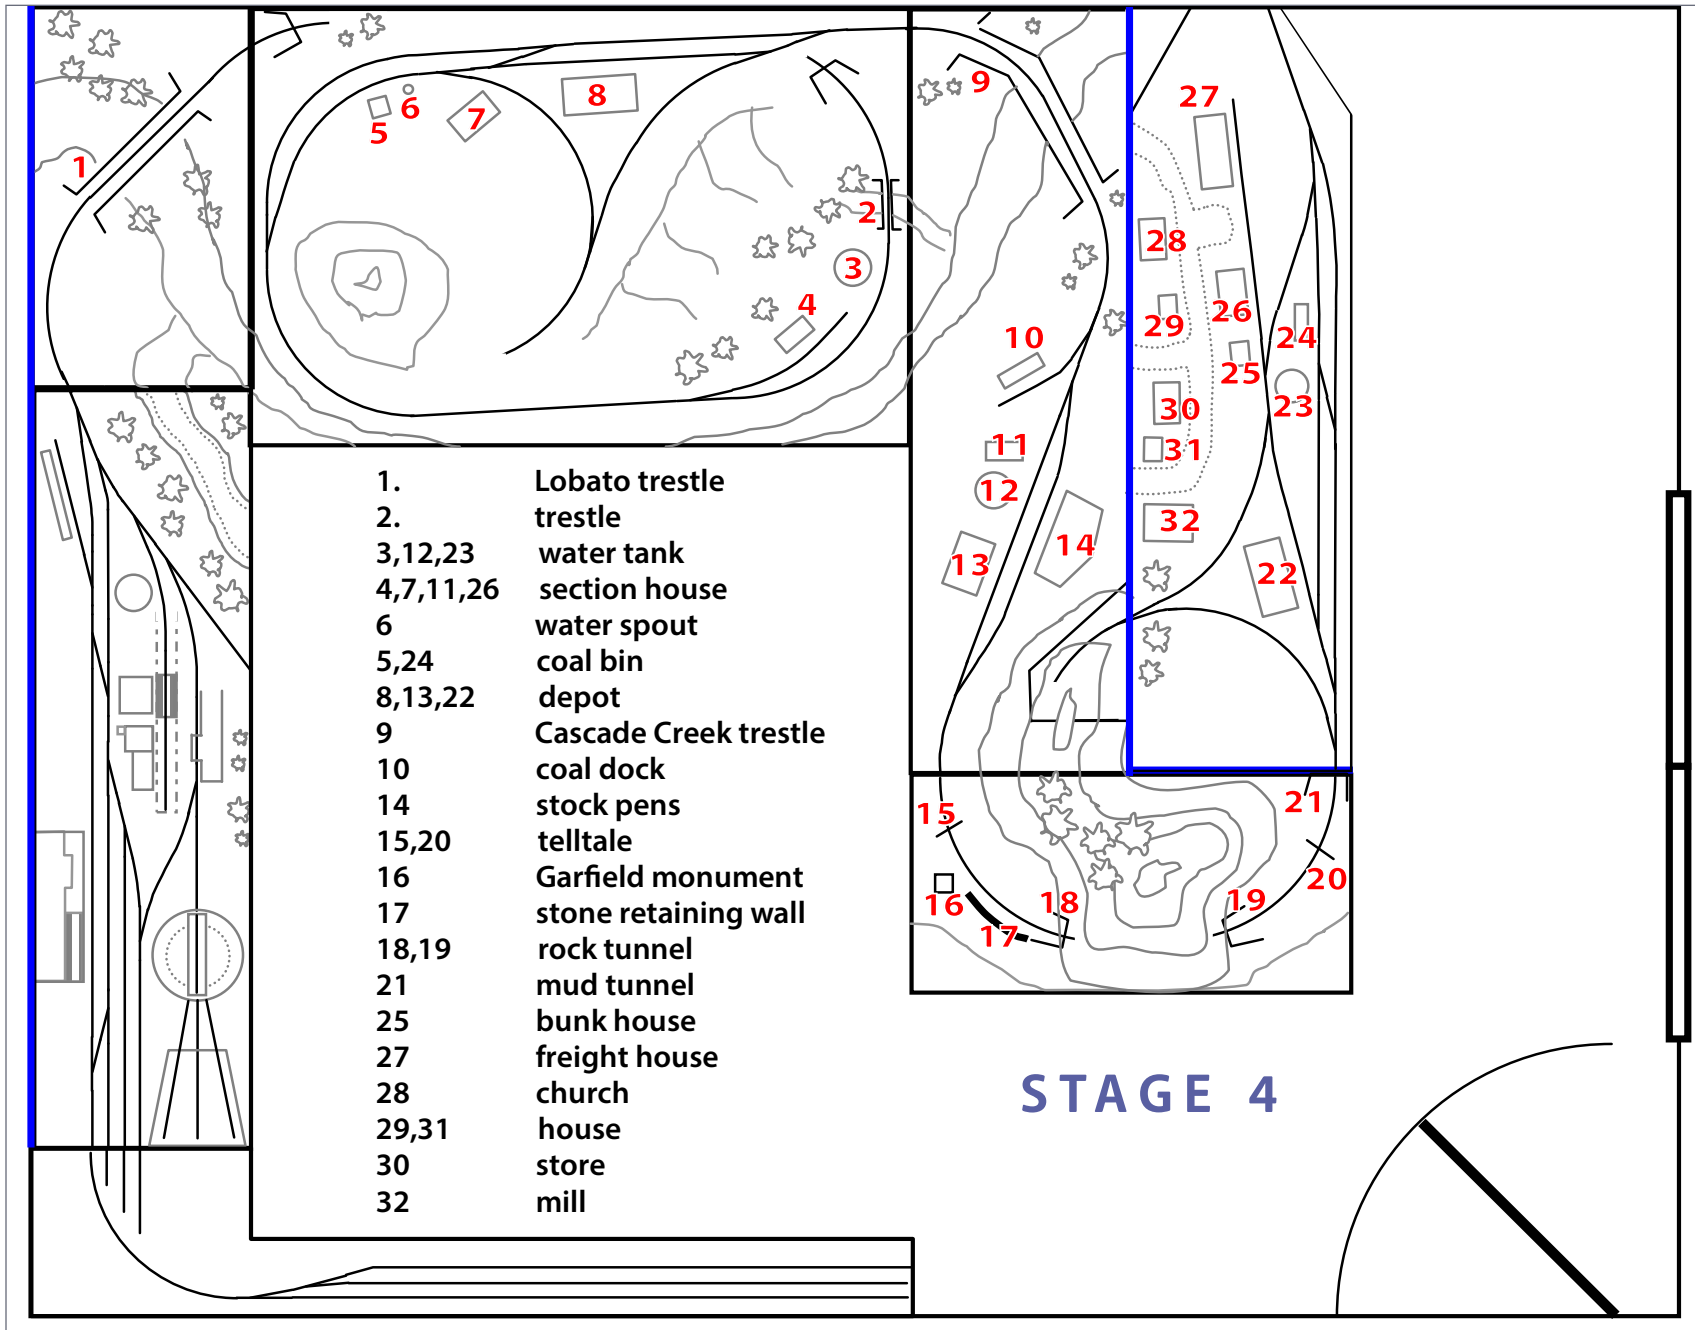 27
9
8
6
5
7
1
2
28
3
4
26
29
24
10
25
23
30
11
31
12
32
14
13
22
1. Lobato trestle
2. trestle
3,12,23 water tank
4,7,11,26 section house
6 water spout
5,24 coal bin
8,13,22 depot
9 Cascade Creek trestle
10 coal dock
14 stock pens
15,20 telltale
16 Garfield monument
17 stone retaining wall
18,19 rock tunnel
21 mud tunnel
25 bunk house
27 freight house
28 church
29,31 house
30 store
32 mill
21
15
20
16
18
19
17
STAGE 4